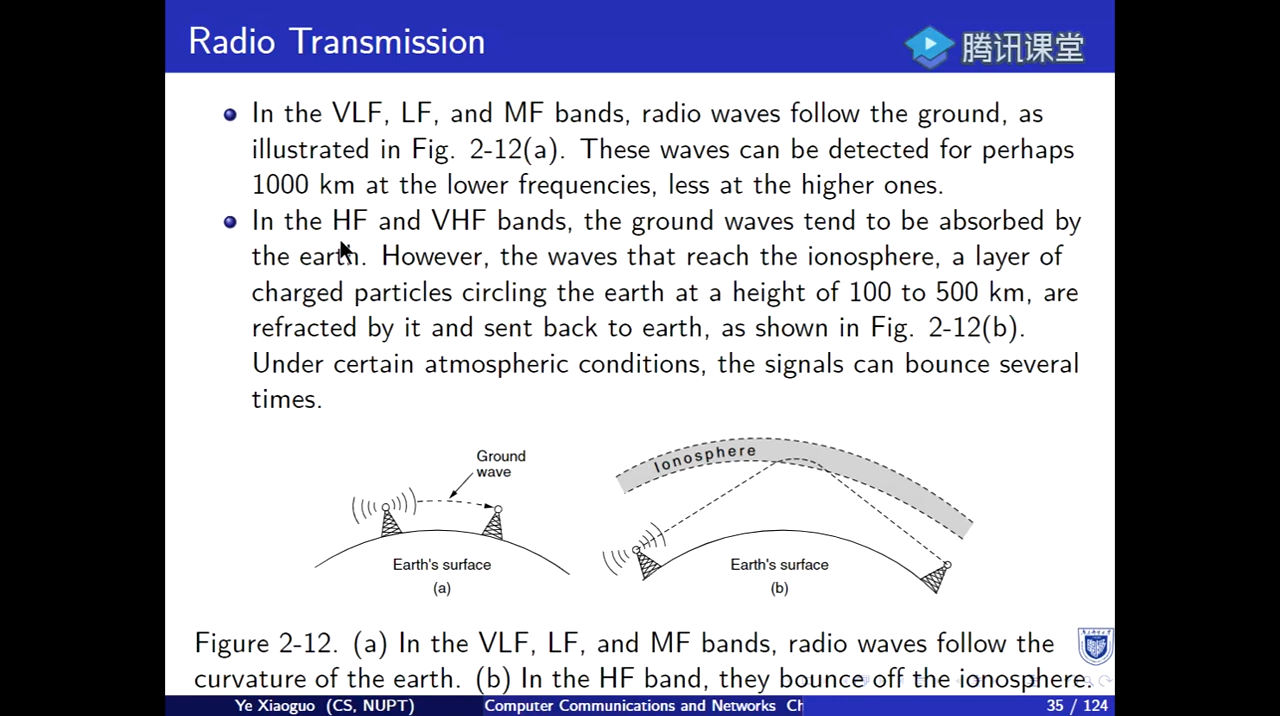 Radio Transmission
腾讯课堂
In the VLF, LF, and MF bands, radio waves follow the ground, as
illustrated in Fig. 2-12(a). These waves can be detected for perhaps
1000 km at the lower frequencies, less at the higher ones.
In the HF and VHF bands, the ground waves tend to be absorbed by
the earth. However, the waves that reach the ionosphere, a layer of
charged particles circling the earth at a height of 100 to 500 km, are
refracted by it and sent back to earth, as shown in Fig. 2-12(b).
Under certain atmospheric conditions, the signals can bounce several
times.
Ground
wave
Earth's surface
(a)
Ionosphere
Earth's surface
(b)
Figure 2-12. (a) In the VLF, LF, and MF bands, radio waves follow the
curvature of the earth. (b) In the HF band, they bounce off the ionosphere.
Ye Xiaoguo (CS, NUPT)
Computer Communications and Networks Ch
35 / 124